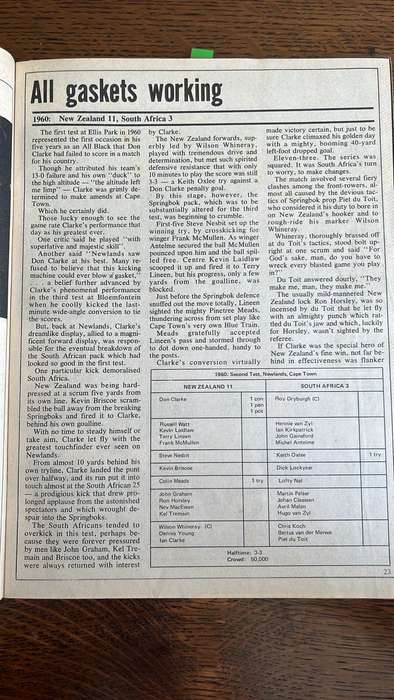 All gaskets working
1960: New Zealand 11, South Africa 3
The first test at Ellis Park in 1960
represented the first occasion in his
five years as an All Black that Don
Clarke had failed to score in a match
for his country.
Though he attributed his team's
13-0 failure and his own "duck" to
the high altitude — "the altitude left
us limp" — Clarke was grimly de-
termined to make amends at Cape
Town.
Which he certainly did.
Those lucky enough to see the
game rate Clarke's performance that
day as his greatest ever.
One critic said he played "with
superlative and majestic skill".
Another said "Newlands saw
Don Clarke at his best. Many re-
fused to believe that this kicking
machine could ever blow a gasket,"
. . . a belief further advanced by
Clarke's phenomenal performance
in the third test at Bloemfontein
when he coolly kicked the last-
minute wide-angle conversion to tie
the scores.
But, back at Newlands, Clarke's
dreamlike display, allied to a magni-
ficent forward display, was respon-
sible for the eventual breakdown of
the South African pack which had
looked so good in the first test.
One particular kick demoralised
South Africa.
New Zealand was being hard-
pressed at a scrum five yards from
its own line. Kevin Briscoe scram-
bled the ball away from the breaking
Springboks and fired it to Clarke,
behind his own goalline.
With no time to steady himself or
take aim, Clarke let fly with the
greatest touchfinder ever seen on
Newlands.
From almost 10 yards behind his
own tryline, Clarke landed the punt
over halfway, and its run put it into
touch almost at the South African 25
— a prodigious kick that drew pro-
longed applause from the astonished
spectators and which wrought de-
spair into the Springboks.
The South Africans tended to
overkick in this test, perhaps be-
cause they were forever pressured
by men like John Graham, Kel Tre-
main and Briscoe too, and the kicks
were always returned with interest
by Clarke.
The New Zealand forwards, sup-
erbly led by Wilson Whineray,
played with tremendous drive and
determination, but met such spirited
defensive resistance that with only
10 minutes to play the score was still
3-3 — a Keith Oxlee try against a
Don Clarke penalty goal.
By this stage, however, the
Springbok pack, which was to be
substantially altered for the third
test, was beginning to crumble.
First-five Steve Nesbit set up the
winning try, by crosskicking for
winger Frank McMullen. As winger
Antelme secured the ball McMullen
pounced upon him and the ball spil-
led free. Centre Kevin Laidlaw
scooped it up and fired it to Terry
Lineen, but his progress, only a few
yards from the goalline, was
blocked.
Just before the Springbok defence
snuffed out the move totally, Lineen
sighted the mighty Pinetree Meads,
thundering across from set play like
Cape Town's very own Blue Train.
Meads gratefully accepted
Lineen's pass and stormed through
to dot down one-handed, handy to
the posts.
Clarke's conversion virtually
made victory certain, but just to be
sure Clarke climaxed his golden day
with a mighty, booming 40-yard
left-foot dropped goal.
Eleven-three. The series was
squared. It was South Africa's turn
to worry, to make changes.
The match involved several fiery
clashes among the front-rowers, al-
most all caused by the devious tac-
tics of Springbok prop Piet du Toit,
who considered it his duty to bore in
on New Zealand's hooker and to
rough-ride his marker Wilson
Whineray.
Whineray, thoroughly brassed off
at du Toit's tactics, stood bolt up-
right at one scrum and said "For
God's sake, man, do you have to
wreck every blasted game you play
in?"
Du Toit answered dourly, "They
make me, man, they make me."
The usually mild-mannered New
Zealand lock Ron Horsley, was so
incensed by du Toit that he let fly
with an almighty punch which rat-
tled du Toit's jaw and which, luckily
for Horsley, wasn't sighted by the
referee.
If Clarke was the special hero of
New Zealand's fine win, not far be-
hind in effectiveness was flanker
1960: Second Test, Newlands, Cape Town
NEW ZEALAND 11 SOUTH AFRICA 3
Don Clarke 1 con Roy Dryburgh (C)
1 pen
1 pot
Russell Watt Hennie van Zyl
Kevin Laidlaw Ian Kirkpatrick
Terry Lineen John Gainsford
Frank McMullen Michel Antelme
Steve Nesbit Keith Oxlee 1 try
Kevin Briscoe Dick Lockyear
Colin Meads 1 try Lofty Nel
John Graham Martin Pelser
Ron Horsley Johan Claassen
Nev MacEwan Avril Malan
Kel Tremain Hugo van Zyl
Wilson Whineray (C) Chris Koch
Dennis Young Bertus van der Merwe
Ian Clarke Piet du Toit
Halftime: 3-3
Crowd: 50,000
23